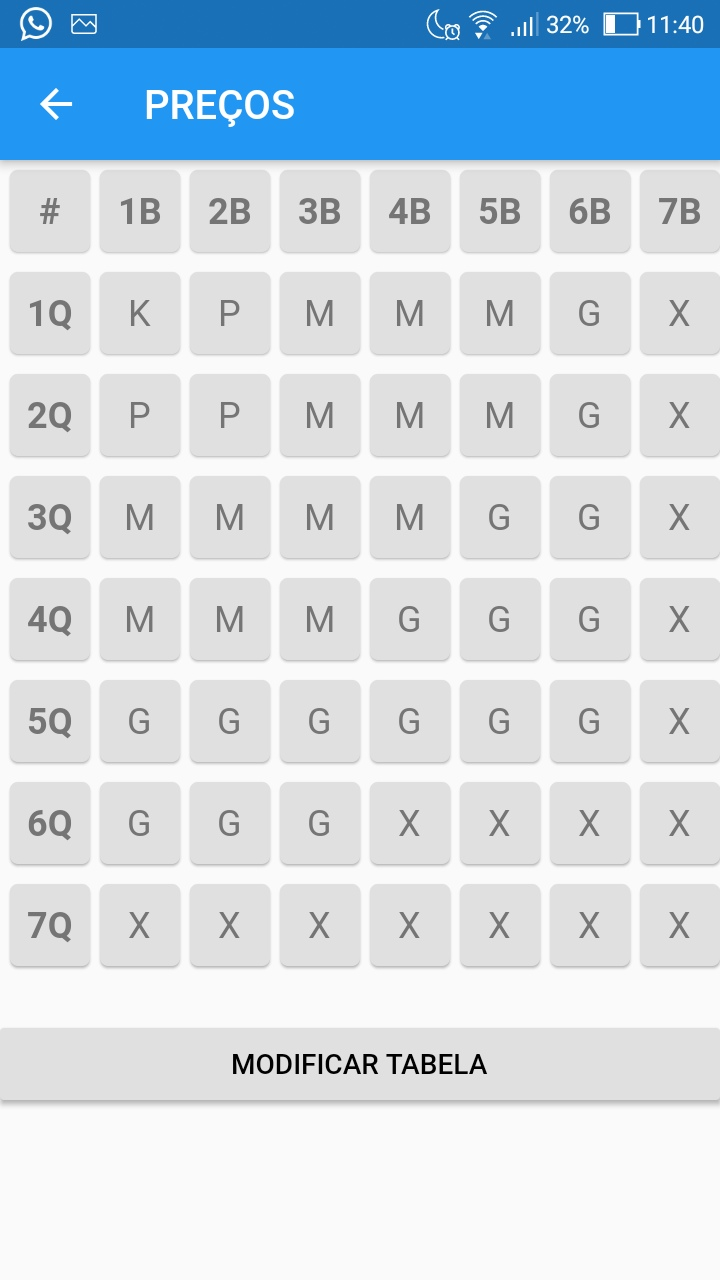 32% 11:40
PREÇOS
# 1B 2B 3B 4B 5B 6B 7B
1Q K P M M M G X
2Q P P M M M G X
3Q M M M M G G X
4Q M M M G G G X
5Q G G G G G G X
6Q G G G X X X X
7Q X X X X X X X
MODIFICAR TABELA